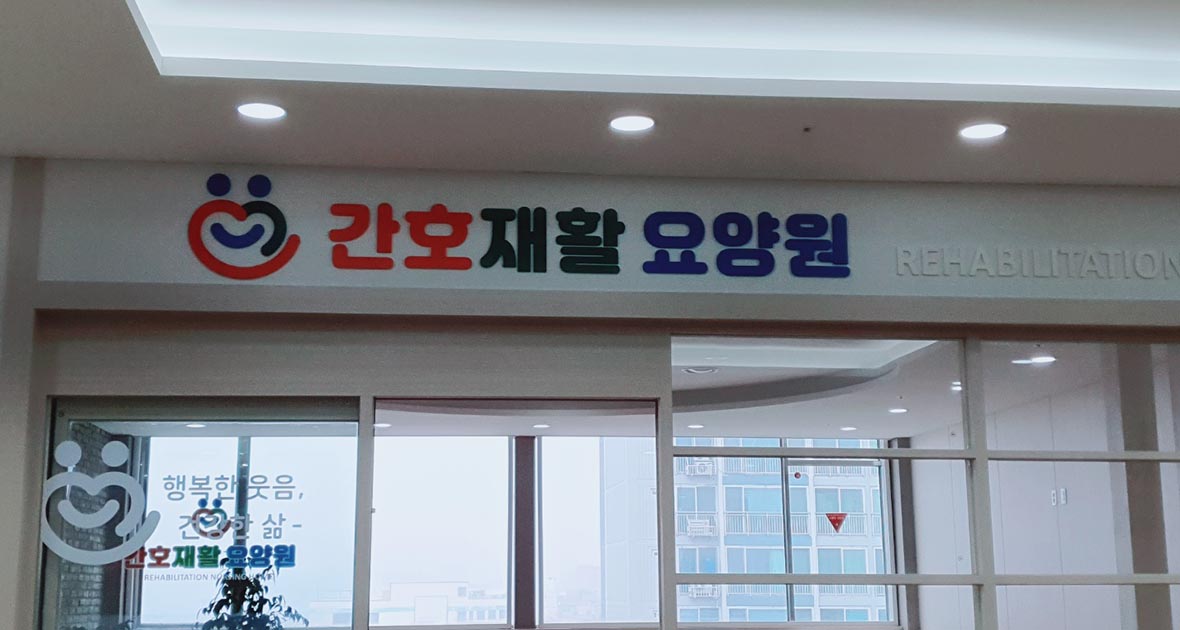 간호재활 요양원 REHABILITATION
행복한 웃음,
건강한 삶 -
간호재활 요양원
REHABILITATION